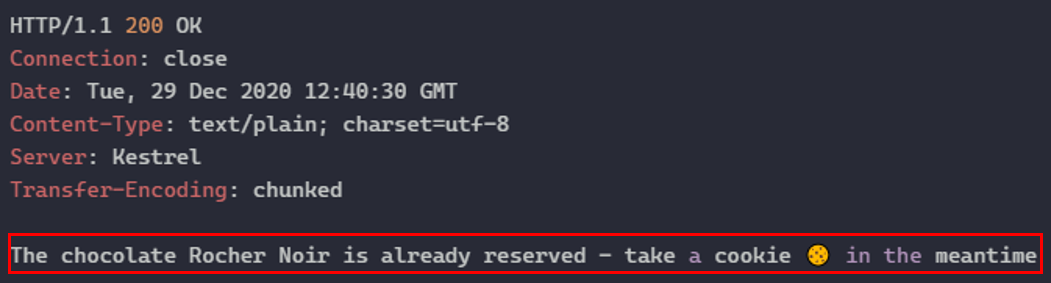 HTTP/1.1 200 OK
Connection: close
Date: Tue, 29 Dec 2020 12:40:30 GMT
Content-Type: text/plain; charset=utf-8
Server: Kestrel
Transfer-Encoding: chunked
The chocolate Rocher Noir is already reserved - take a cookie 🍪 in the meantime